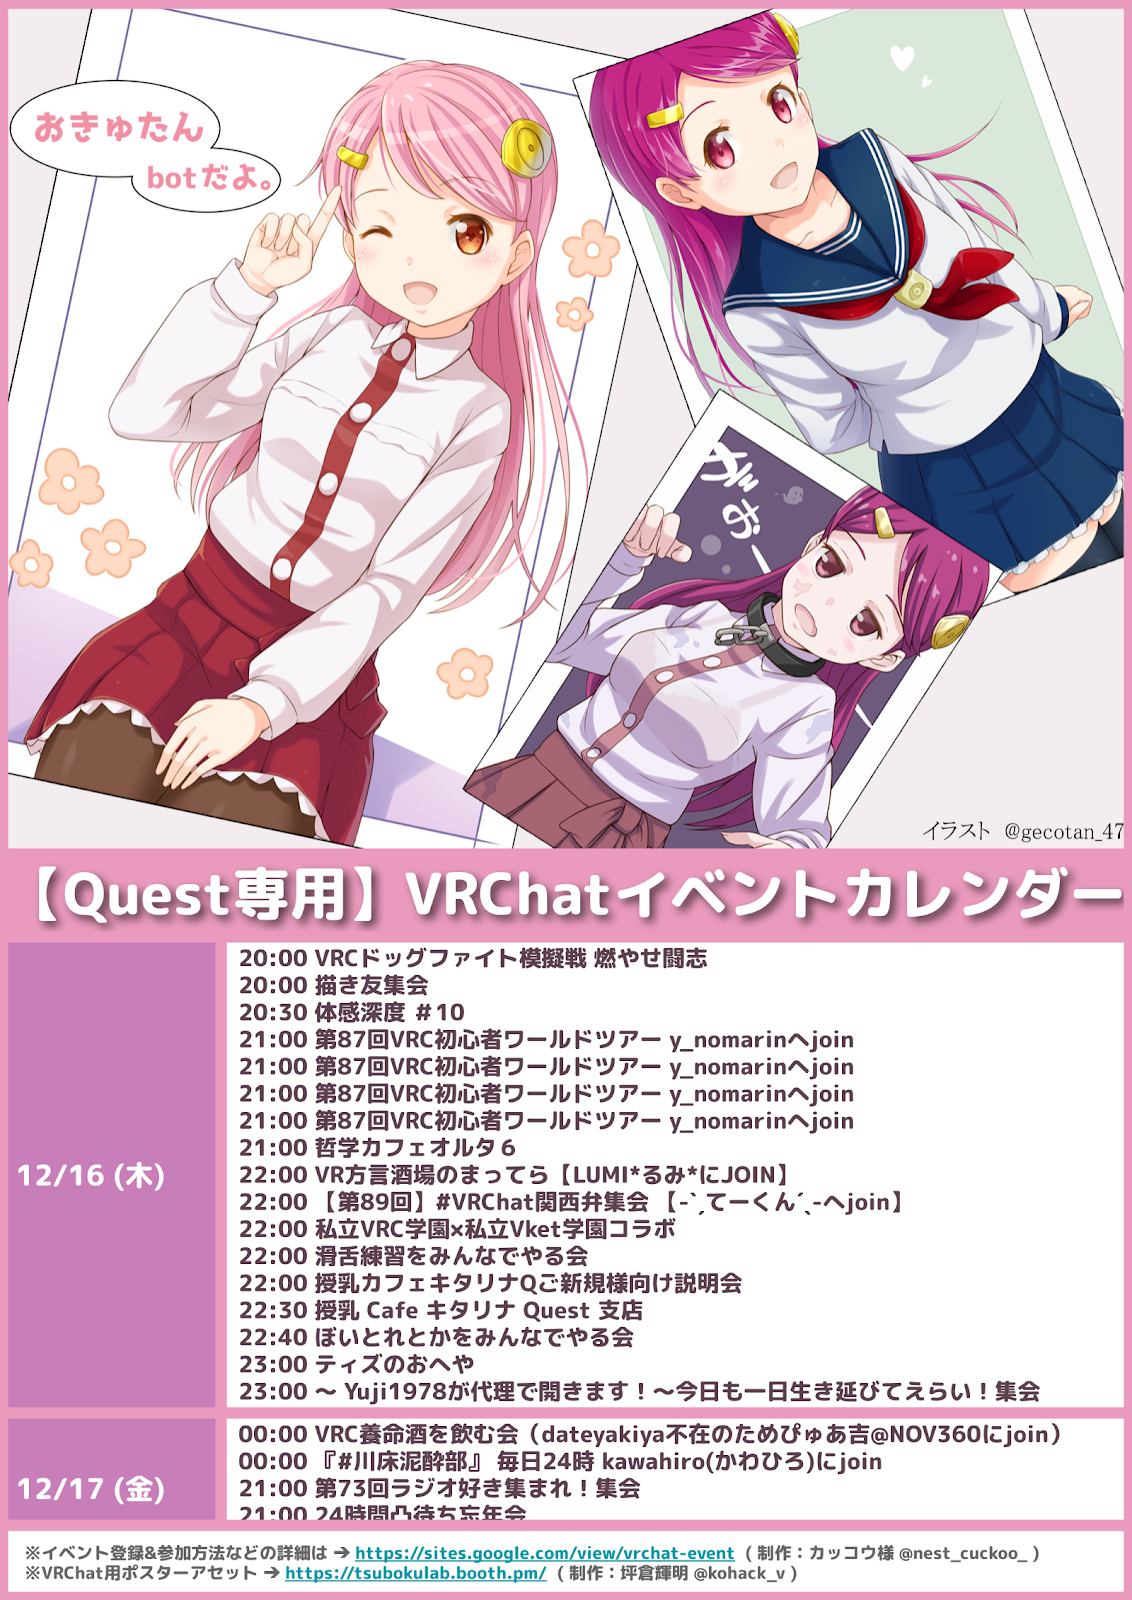 おきゅたん
botだよ。
がおー
イラスト @gecotan_47
【Quest専用】VRChatイベントカレンダー
12/16 (木)
20:00 VRCドッグファイト模擬戦 燃やせ闘志
20:00 描き友集会
20:30 体感深度 ＃10
21:00 第87回VRC初心者ワールドツアー y_nomarinへjoin
21:00 第87回VRC初心者ワールドツアー y_nomarinへjoin
21:00 第87回VRC初心者ワールドツアー y_nomarinへjoin
21:00 第87回VRC初心者ワールドツアー y_nomarinへjoin
21:00 哲学カフェオルタ６
22:00 VR方言酒場のまってら【LUMI*るみ*にJOIN】
22:00 【第89回】#VRChat関西弁集会 【-ˋˏてーくんˊˎ-へjoin】
22:00 私立VRC学園×私立Vket学園コラボ
22:00 滑舌練習をみんなでやる会
22:00 授乳カフェキタリナQご新規様向け説明会
22:30 授乳 Cafe キタリナ Quest 支店
22:40 ぼいとれとかをみんなでやる会
23:00 ティズのおへや
23:00 ～ Yuji1978が代理で開きます！～今日も一日生き延びてえらい！集会
12/17 (金)
00:00 VRC養命酒を飲む会（dateyakiya不在のためぴゅあ吉@NOV360にjoin）
00:00 『#川床泥酔部』 毎日24時 kawahiro(かわひろ)にjoin
21:00 第73回ラジオ好き集まれ！集会
21:00 24時間凸待ち忘年会
※イベント登録&参加方法などの詳細は → https://sites.google.com/view/vrchat-event ( 制作：カッコウ様 @nest_cuckoo_ )
※VRChat用ポスターアセット → https://tsubokulab.booth.pm/ ( 制作：坪倉輝明 @kohack_v )